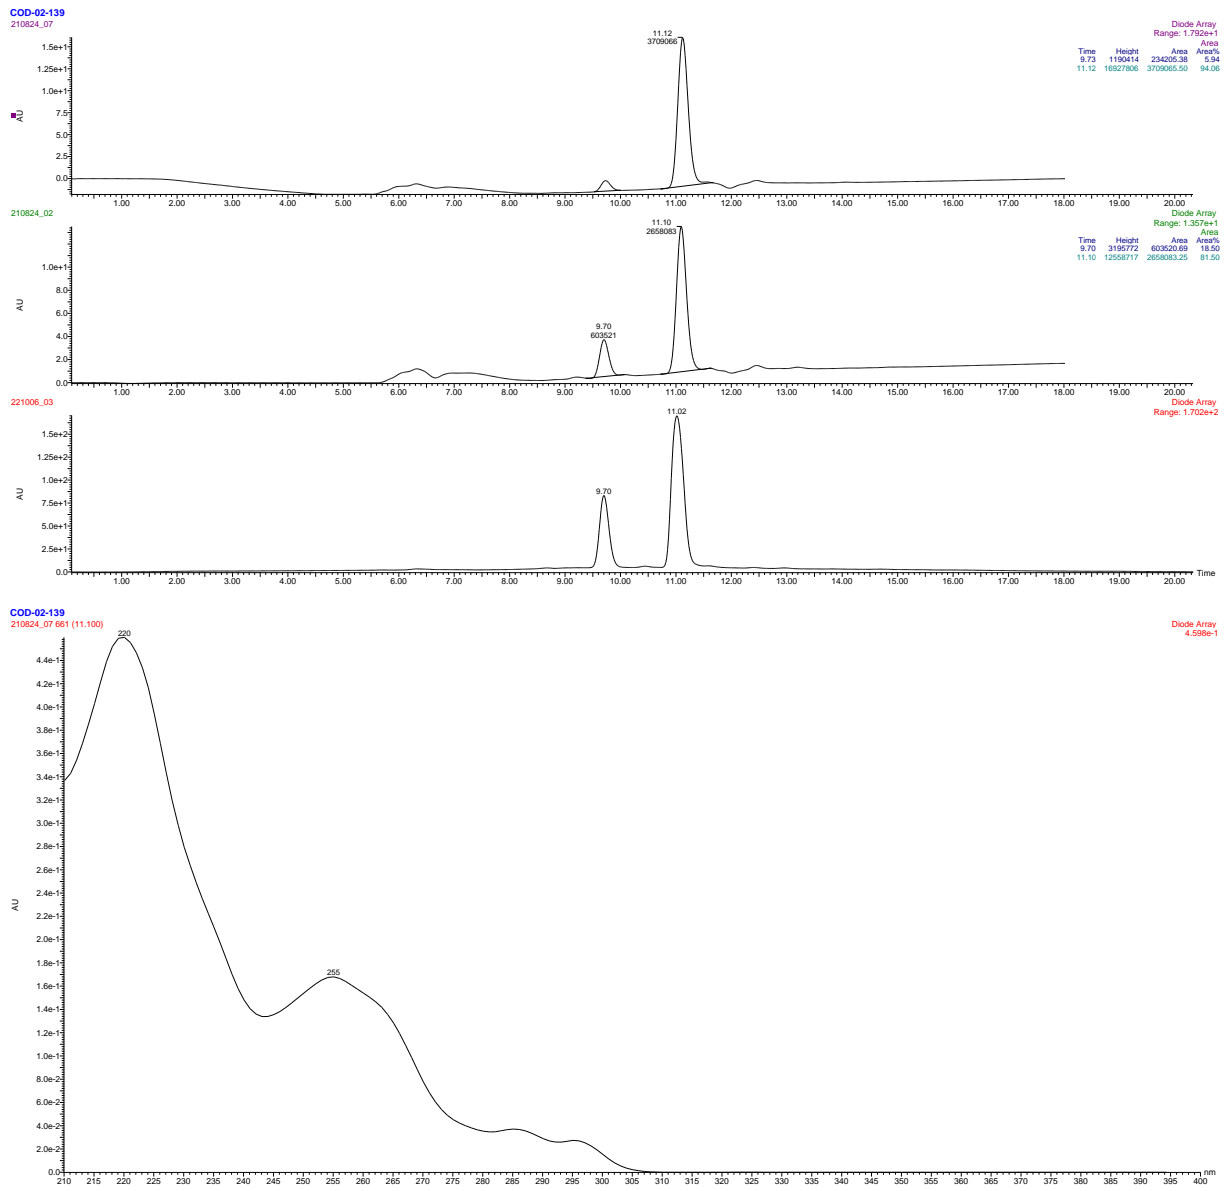 COD-02-139
210824_07
Diode Array
Range: 1.792e+1
Area
Time Height Area Area%
9.73 1190414 234205.38 5.94
11.12 16927806 3709065.50 94.06
11.12
3709066
AU
1.5e+1
1.25e+1
1.0e+1
7.5
5.0
2.5
0.0
1.00 2.00 3.00 4.00 5.00 6.00 7.00 8.00 9.00 10.00 11.00 12.00 13.00 14.00 15.00 16.00 17.00 18.00 19.00 20.00
210824_02
Diode Array
Range: 1.357e+1
Area
Time Height Area Area%
9.70 3195772 603520.69 18.50
11.10 12558717 2658083.25 81.50
11.10
2658083
9.70
603521
AU
1.0e+1
8.0
6.0
4.0
2.0
0.0
1.00 2.00 3.00 4.00 5.00 6.00 7.00 8.00 9.00 10.00 11.00 12.00 13.00 14.00 15.00 16.00 17.00 18.00 19.00 20.00
221006_03
Diode Array
Range: 1.702e+2
11.02
9.70
AU
1.5e+2
1.25e+2
1.0e+2
7.5e+1
5.0e+1
2.5e+1
0.0
1.00 2.00 3.00 4.00 5.00 6.00 7.00 8.00 9.00 10.00 11.00 12.00 13.00 14.00 15.00 16.00 17.00 18.00 19.00 20.00 Time
COD-02-139
210824_07 661 (11.100)
Diode Array
4.598e-1
220
255
AU
4.4e-1
4.2e-1
4.0e-1
3.8e-1
3.6e-1
3.4e-1
3.2e-1
3.0e-1
2.8e-1
2.6e-1
2.4e-1
2.2e-1
2.0e-1
1.8e-1
1.6e-1
1.4e-1
1.2e-1
1.0e-1
8.0e-2
6.0e-2
4.0e-2
2.0e-2
0.0
210 215 220 225 230 235 240 245 250 255 260 265 270 275 280 285 290 295 300 305 310 315 320 325 330 335 340 345 350 355 360 365 370 375 380 385 390 395 400 nm